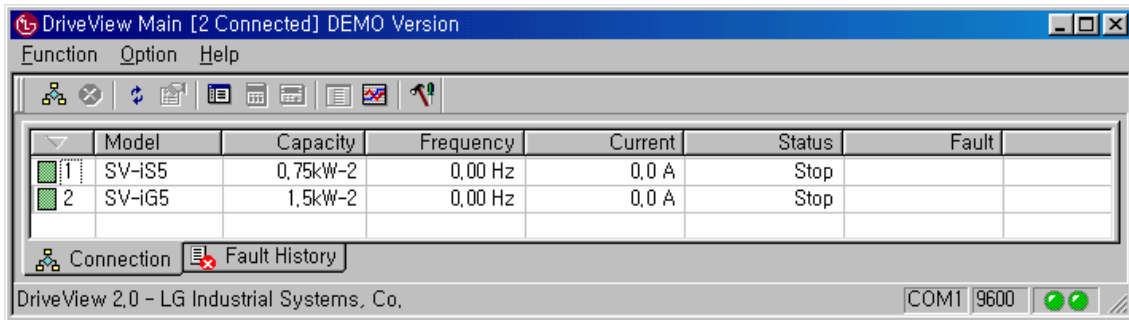 DriveView Main [2 Connected] DEMO Version
Function Option Help
Model Capacity Frequency Current Status Fault
1 SV-iS5 0,75kW-2 0,00 Hz 0,0 A Stop
2 SV-iG5 1,5kW-2 0,00 Hz 0,0 A Stop
Connection Fault History
DriveView 2,0 - LG Industrial Systems, Co, COM1 9600